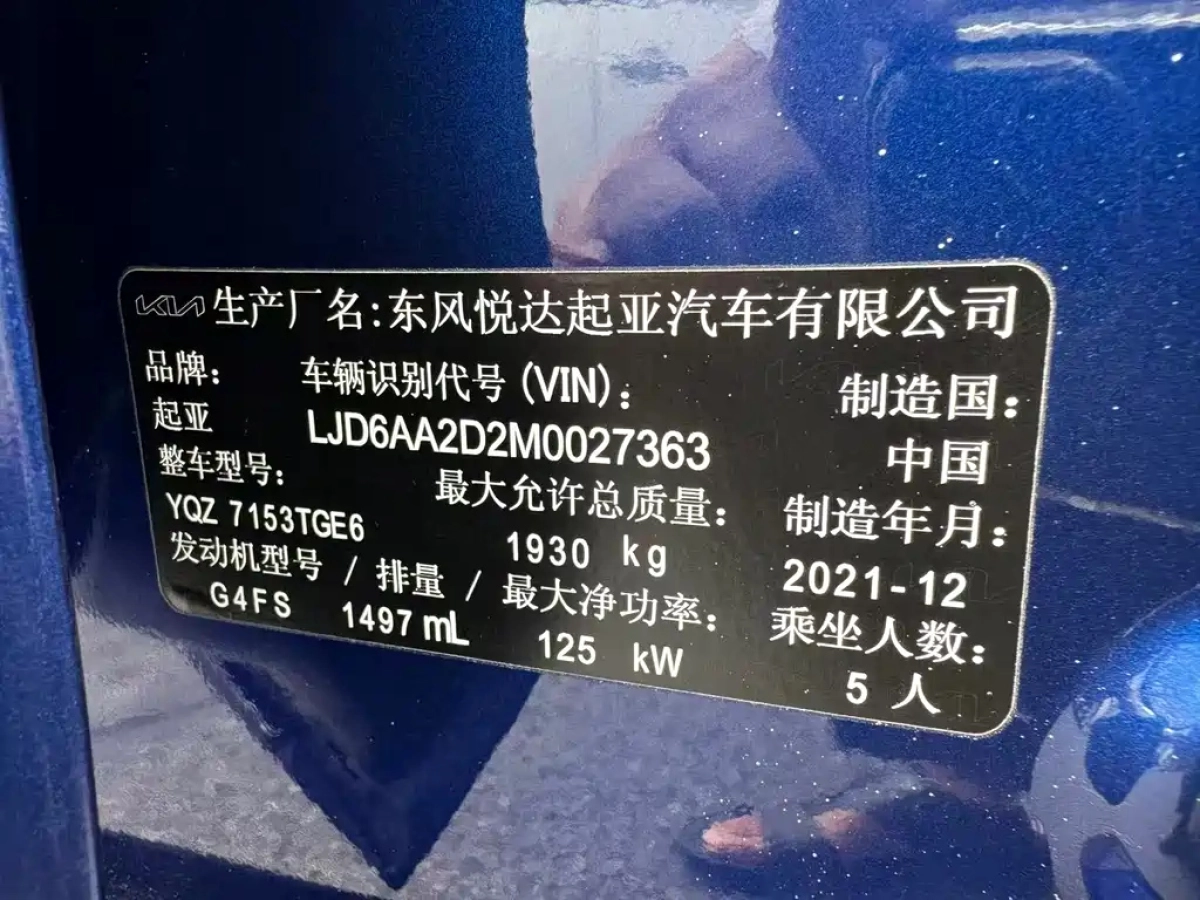 KIA 生产厂名:东风悦达起亚汽车有限公司
品牌: 车辆识别代号(VIN): 制造国:
起亚 LJD6AA2D2M0027363 中国
整车型号: 最大允许总质量: 制造年月:
YQZ 7153TGE6 1930 kg 2021-12
发动机型号 / 排量 / 最大净功率: 乘坐人数:
G4FS 1497 mL 125 kW 5 人